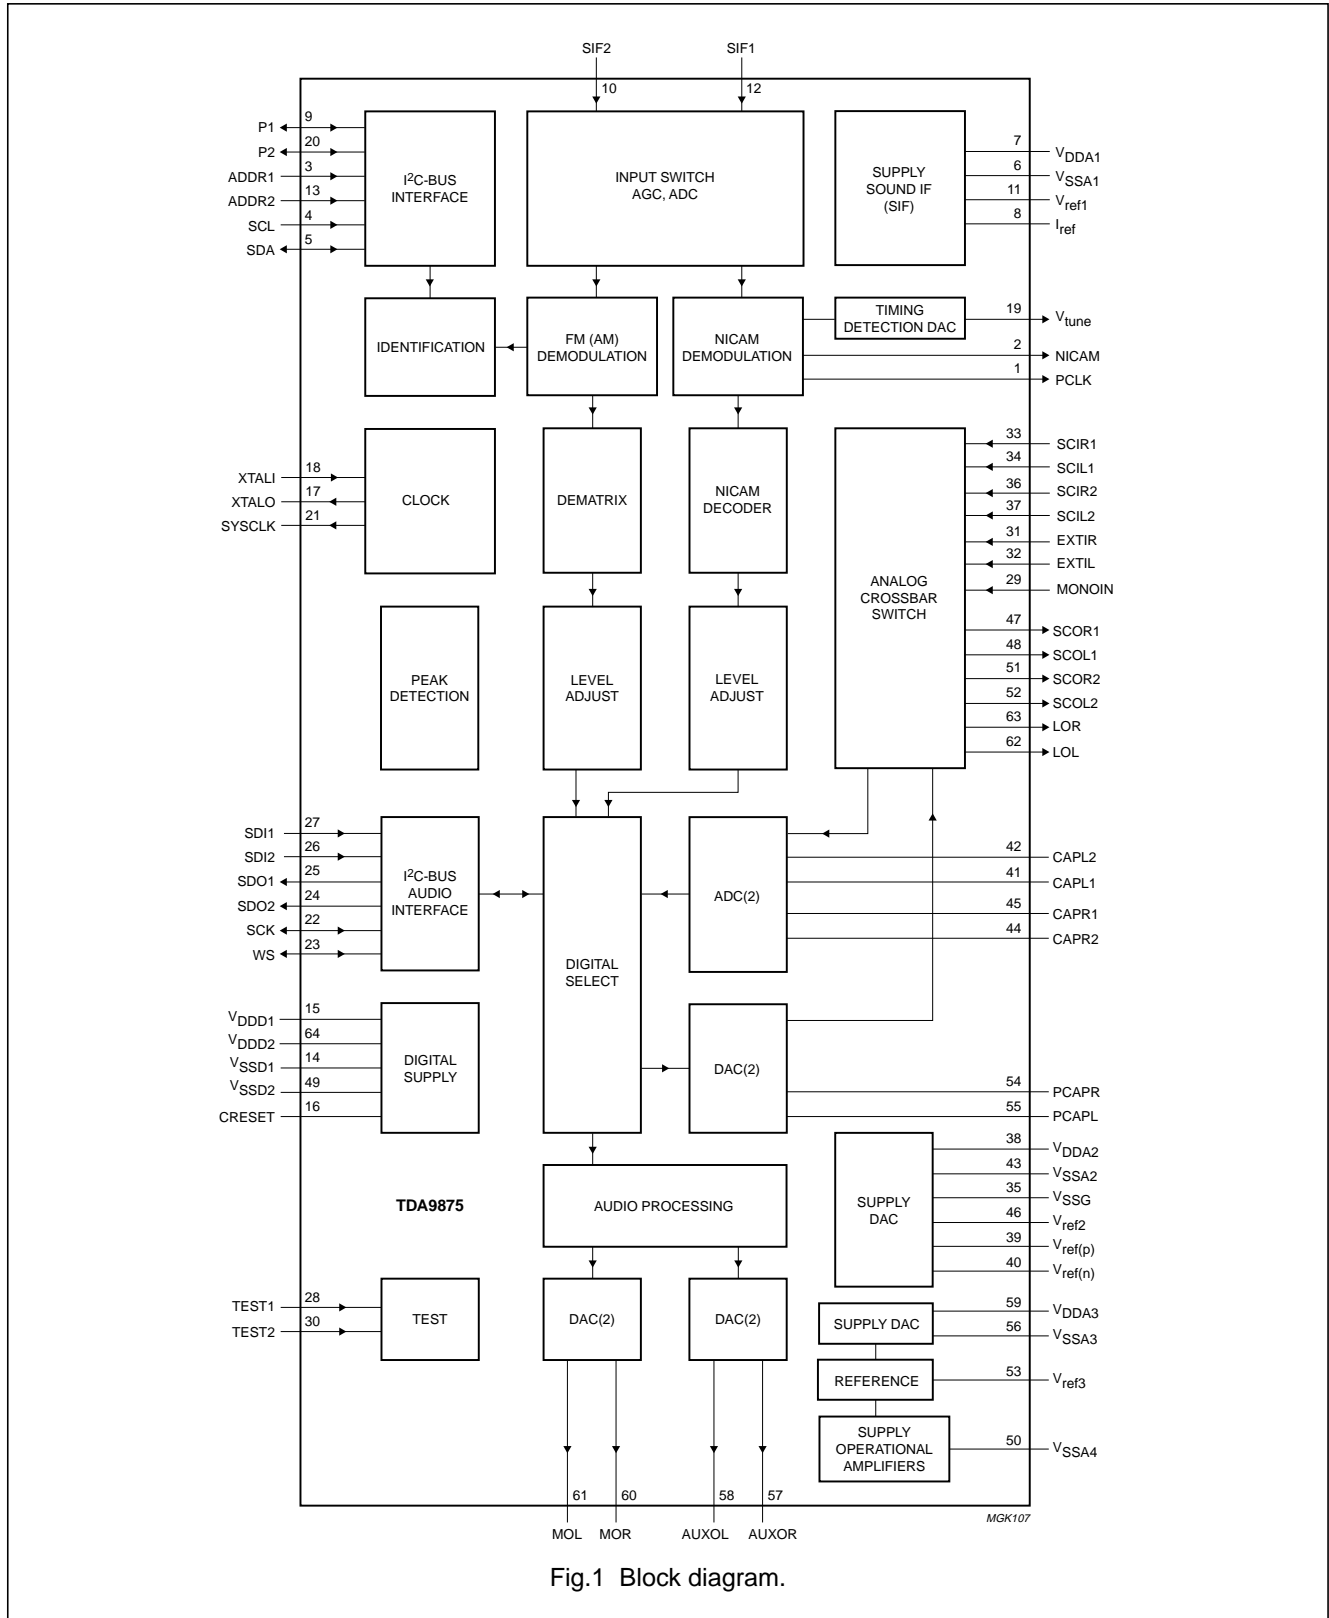 SIF2 SIF1
10 12
P1 9
P2 20
ADDR1 3
ADDR2 13
SCL 4
SDA 5
I2C-BUS
INTERFACE
INPUT SWITCH
AGC, ADC
SUPPLY
SOUND IF
(SIF)
7 VDDA1
6 VSSA1
11 Vref1
8 Iref
IDENTIFICATION
FM (AM)
DEMODULATION
NICAM
DEMODULATION
TIMING
DETECTION DAC
19 Vtune
2 NICAM
1 PCLK
XTALI 18
XTALO 17
SYSCLK 21
CLOCK
DEMATRIX
NICAM
DECODER
ANALOG
CROSSBAR
SWITCH
33 SCIR1
34 SCIL1
36 SCIR2
37 SCIL2
31 EXTIR
32 EXTIL
29 MONOIN
47 SCOR1
48 SCOL1
51 SCOR2
52 SCOL2
63 LOR
62 LOL
PEAK
DETECTION
LEVEL
ADJUST
LEVEL
ADJUST
SDI1 27
SDI2 26
SDO1 25
SDO2 24
SCK 22
WS 23
I2C-BUS
AUDIO
INTERFACE
DIGITAL
SELECT
ADC(2)
42 CAPL2
41 CAPL1
45 CAPR1
44 CAPR2
VDDD1 15
VDDD2 64
VSSD1 14
VSSD2 49
CRESET 16
DIGITAL
SUPPLY
DAC(2)
54 PCAPR
55 PCAPL
TDA9875
AUDIO PROCESSING
SUPPLY
DAC
38 VDDA2
43 VSSA2
35 VSSG
46 Vref2
39 Vref(p)
40 Vref(n)
TEST1 28
TEST2 30
TEST
DAC(2)
DAC(2)
SUPPLY DAC
59 VDDA3
56 VSSA3
REFERENCE
53 Vref3
SUPPLY
OPERATIONAL
AMPLIFIERS
50 VSSA4
61 60 58 57
MOL MOR AUXOL AUXOR
MGK107
Fig.1 Block diagram.